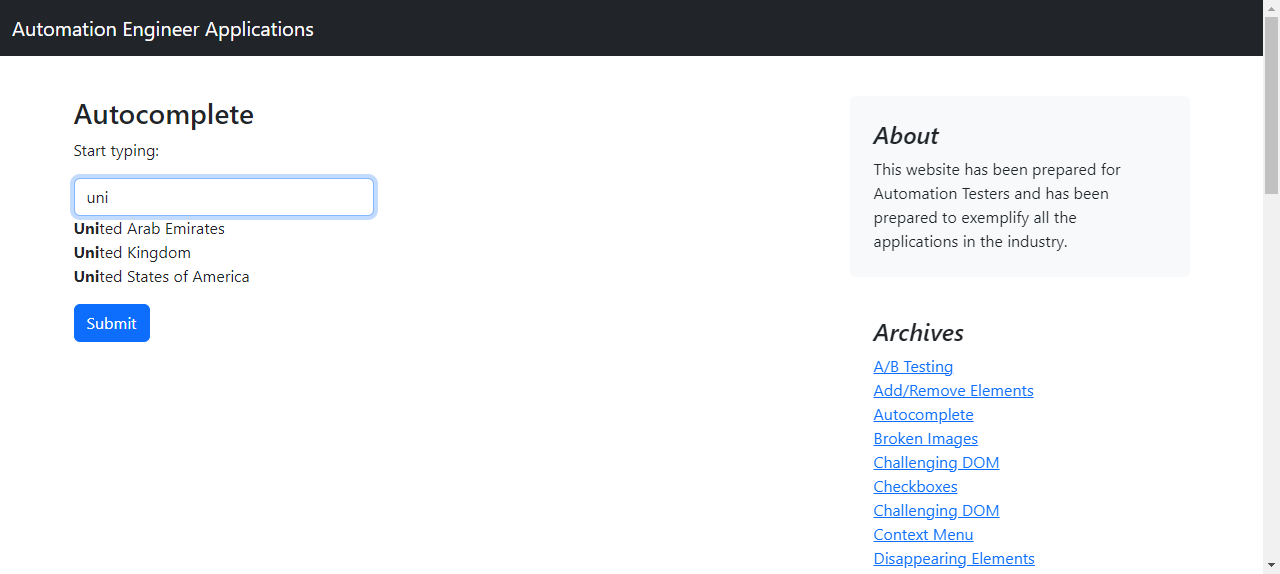 Automation Engineer Applications
Autocomplete
Start typing:
uni
United Arab Emirates
United Kingdom
United States of America
Submit
About
This website has been prepared for
Automation Testers and has been
prepared to exemplify all the
applications in the industry.
Archives
A/B Testing
Add/Remove Elements
Autocomplete
Broken Images
Challenging DOM
Checkboxes
Challenging DOM
Context Menu
Disappearing Elements